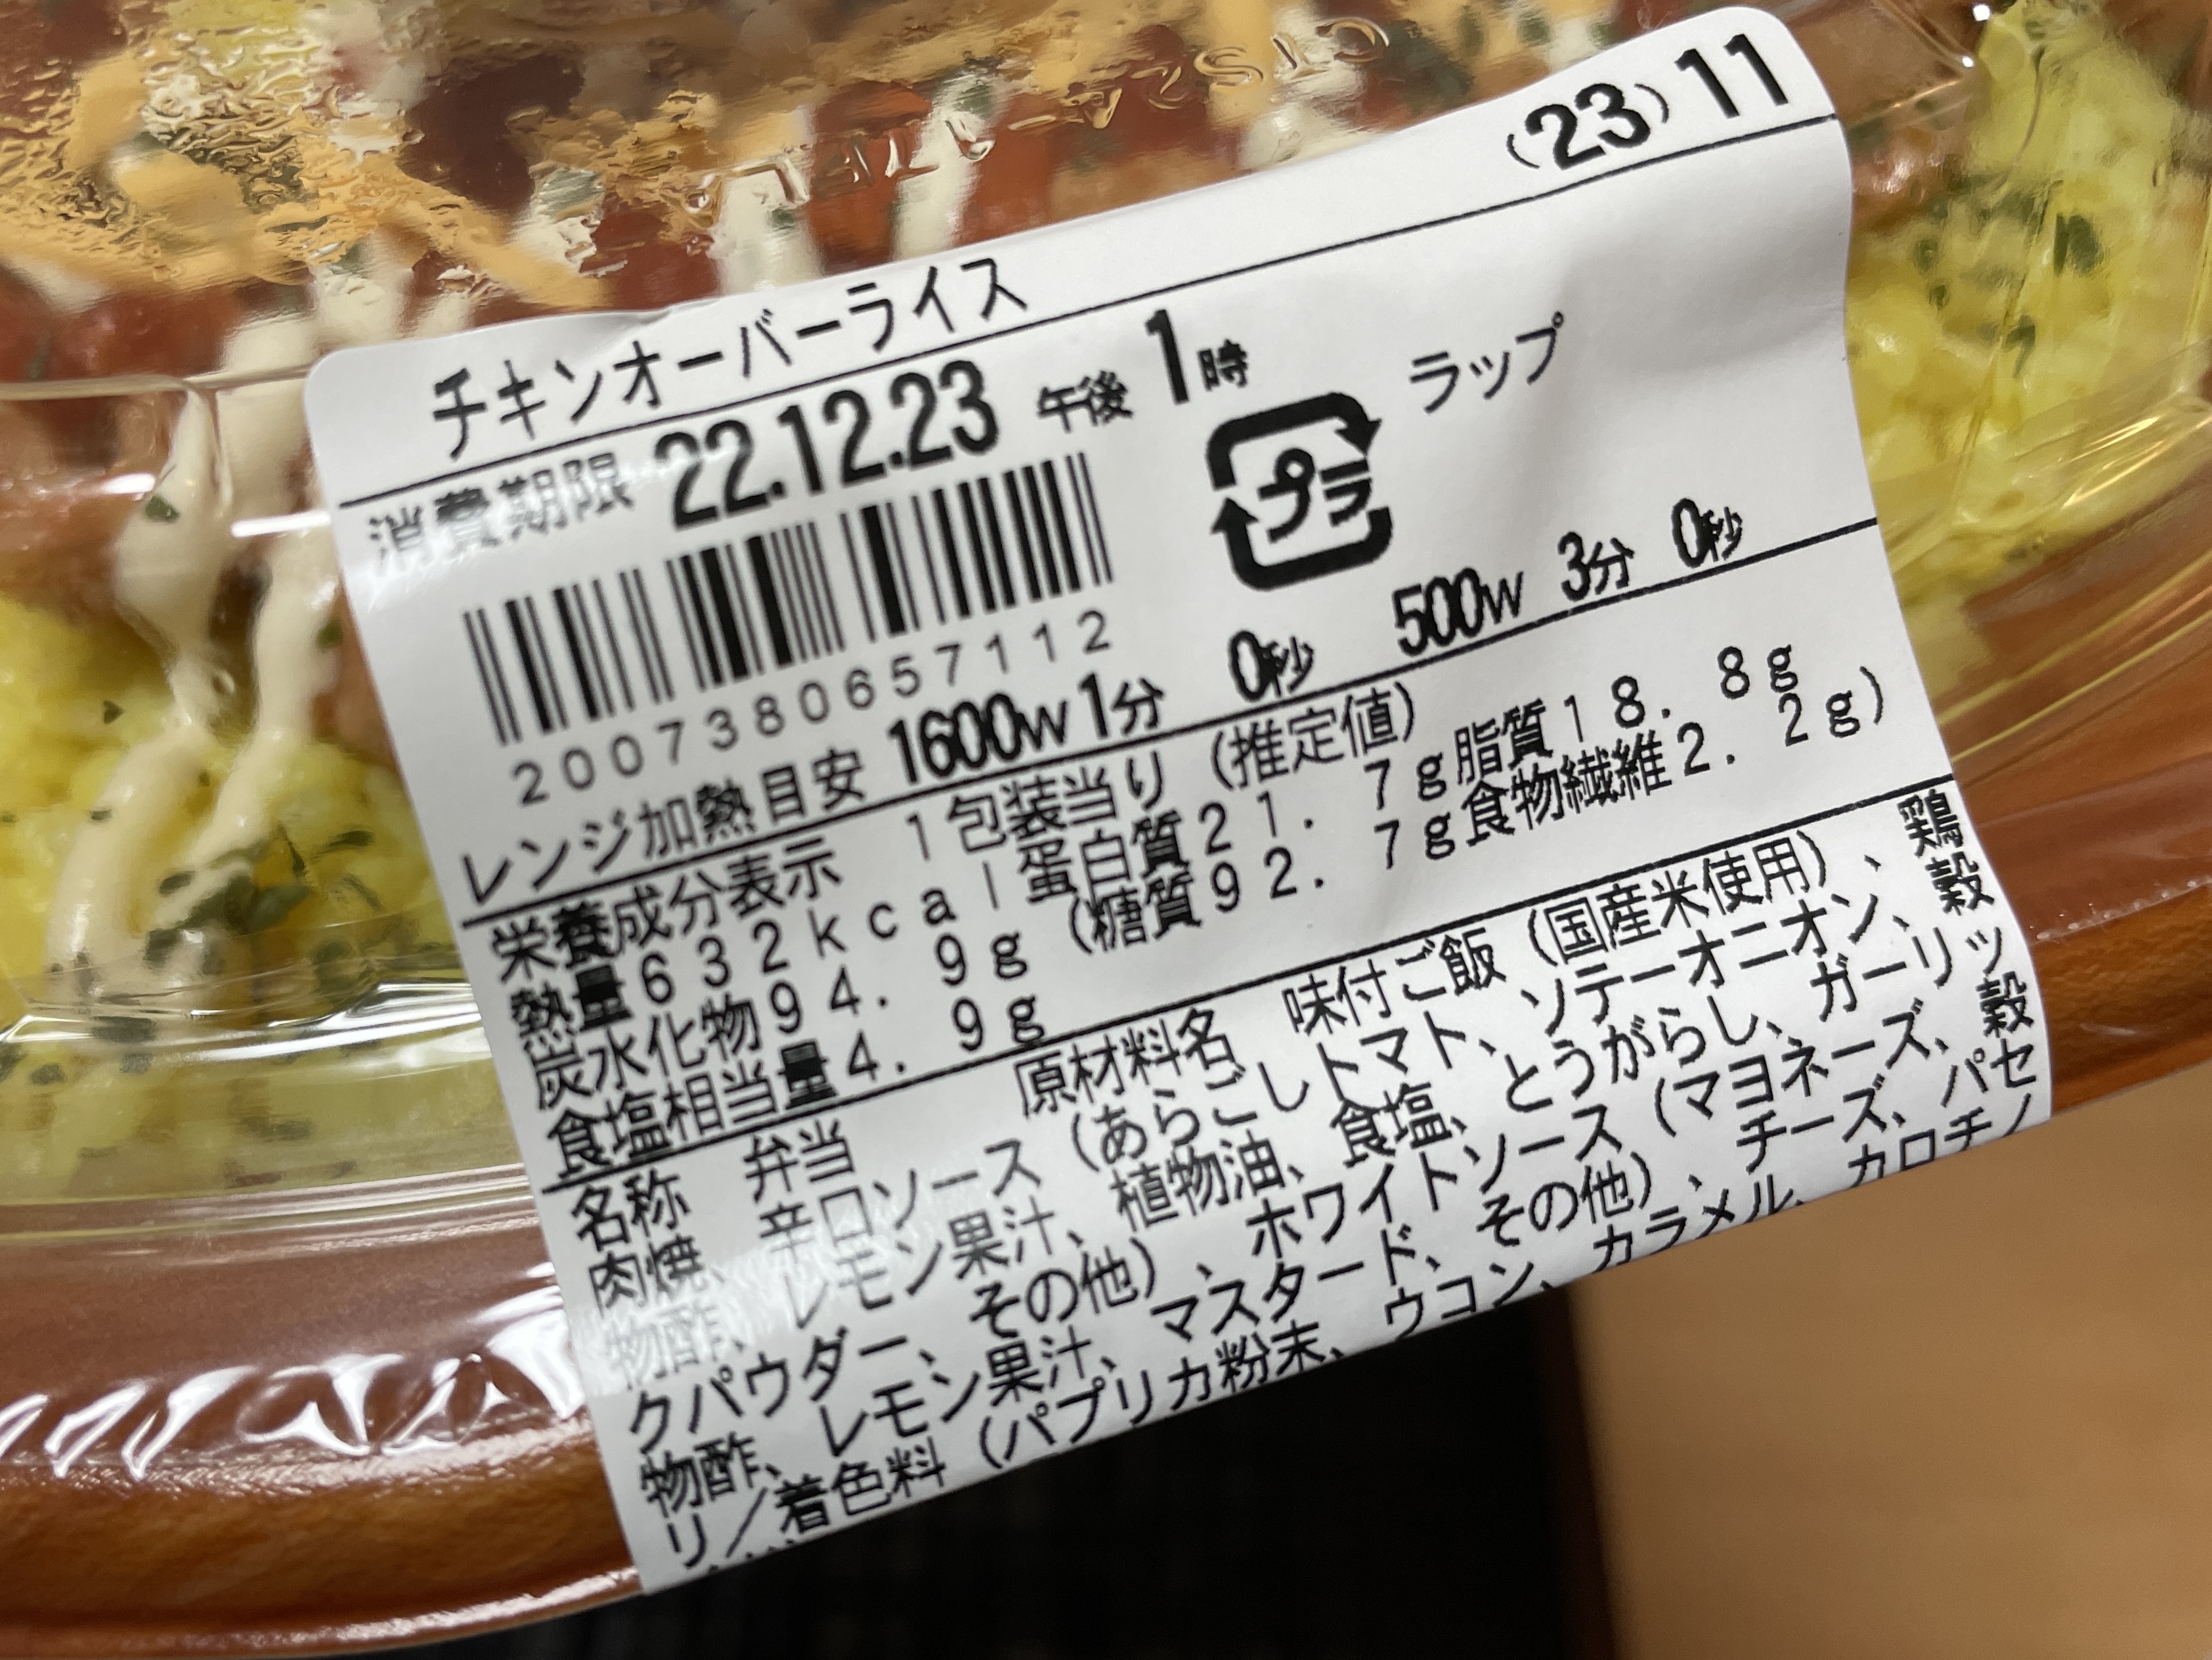 (23) 11
チキンオーバーライス
消費期限 22.12.23 午後 1時
プラ ラップ
2007380657112
レンジ加熱目安 1600w 1分 0秒 500w 3分 0秒
栄養成分表示 1包装当り (推定値)
熱量632kcal 蛋白質21.7g脂質18.8g
炭水化物94.9g (糖質92.7g食物繊維2.2g)
食塩相当量4.9g
名称 弁当 原材料名 味付ご飯(国産米使用)、鶏
肉焼、辛口ソース(あらごしトマト、ソテーオニオン、穀
物酢、レモン果汁、植物油、食塩、とうがらし、ガーリッ
クパウダー、その他)、ホワイトソース(マヨネーズ、穀
物酢、レモン果汁、マスタード、その他)、チーズ、パセ
リ/着色料(パプリカ粉末、ウコン、カラメル、カロチノ